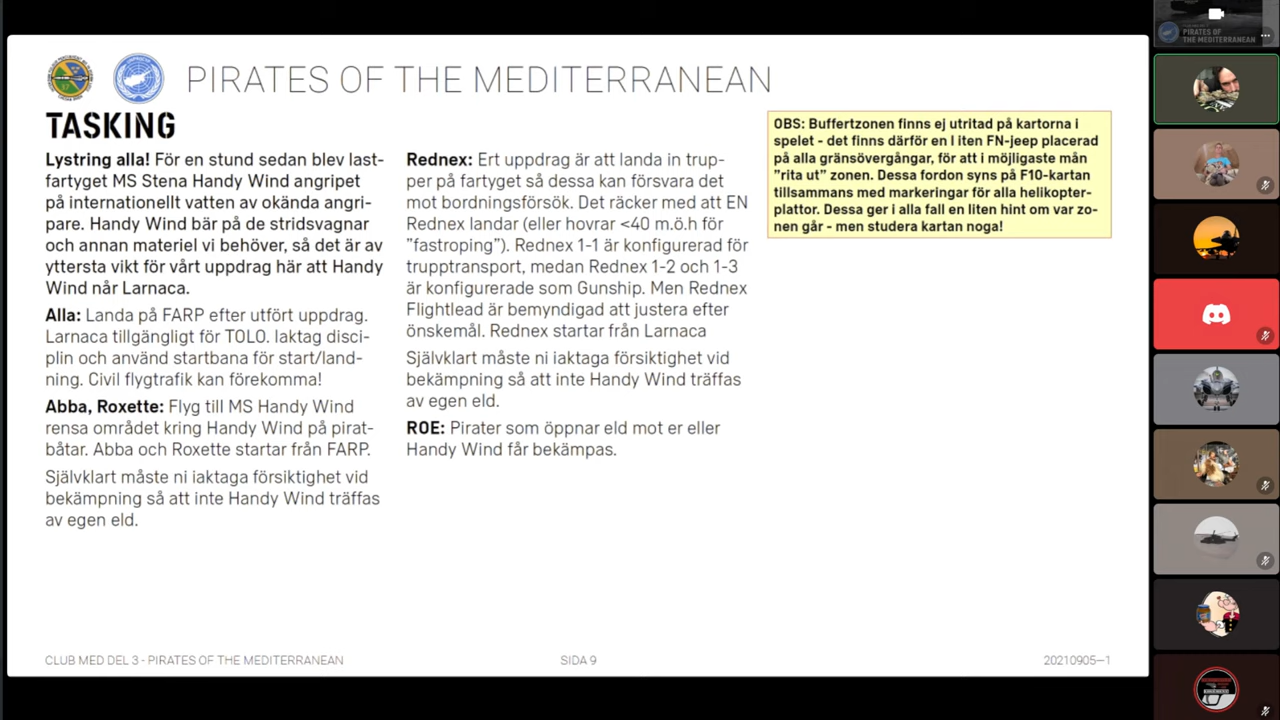 PIRATES OF THE MEDITERRANEAN
TASKING
Lystring alla! För en stund sedan blev last-
fartyget MS Stena Handy Wind angripet
på internationellt vatten av okända angri-
pare. Handy Wind bär på de stridsvagnar
och annan materiel vi behöver, så det är av
yttersta vikt för vårt uppdrag här att Handy
Wind når Larnaca.
Alla: Landa på FARP efter utfört uppdrag.
Larnaca tillgängligt för TOLO. Iaktag disci-
plin och använd startbana för start/land-
ning. Civil flygtrafik kan förekomma!
Abba, Roxette: Flyg till MS Handy Wind
rensa området kring Handy Wind på pirat-
båtar. Abba och Roxette startar från FARP.
Självklart måste ni iaktaga försiktighet vid
bekämpning så att inte Handy Wind träffas
av egen eld.
Rednex: Ert uppdrag är att landa in trup-
per på fartyget så dessa kan försvara det
mot bordningsförsök. Det räcker med att EN
Rednex landar (eller hovrar <40 m.ö.h för
"fastroping"). Rednex 1-1 är konfigurerad för
trupptransport, medan Rednex 1-2 och 1-3
är konfigurerade som Gunship. Men Rednex
Flightlead är bemyndigad att justera efter
önskemål. Rednex startar från Larnaca
Självklart måste ni iaktaga försiktighet vid
bekämpning så att inte Handy Wind träffas
av egen eld.
ROE: Pirater som öppnar eld mot er eller
Handy Wind får bekämpas.
OBS: Buffertzonen finns ej utritad på kartorna i
spelet - det finns därför en l iten FN-jeep placerad
på alla gränsövergångar, för att i möjligaste mån
"rita ut" zonen. Dessa fordon syns på F10-kartan
tillsammans med markeringar för alla helikopter-
plattor. Dessa ger i alla fall en liten hint om var zo-
nen går - men studera kartan noga!
CLUB MED DEL 3 - PIRATES OF THE MEDITERRANEAN
SIDA 9
20210905—1
PIRATES OF
THE MEDITERRANEAN